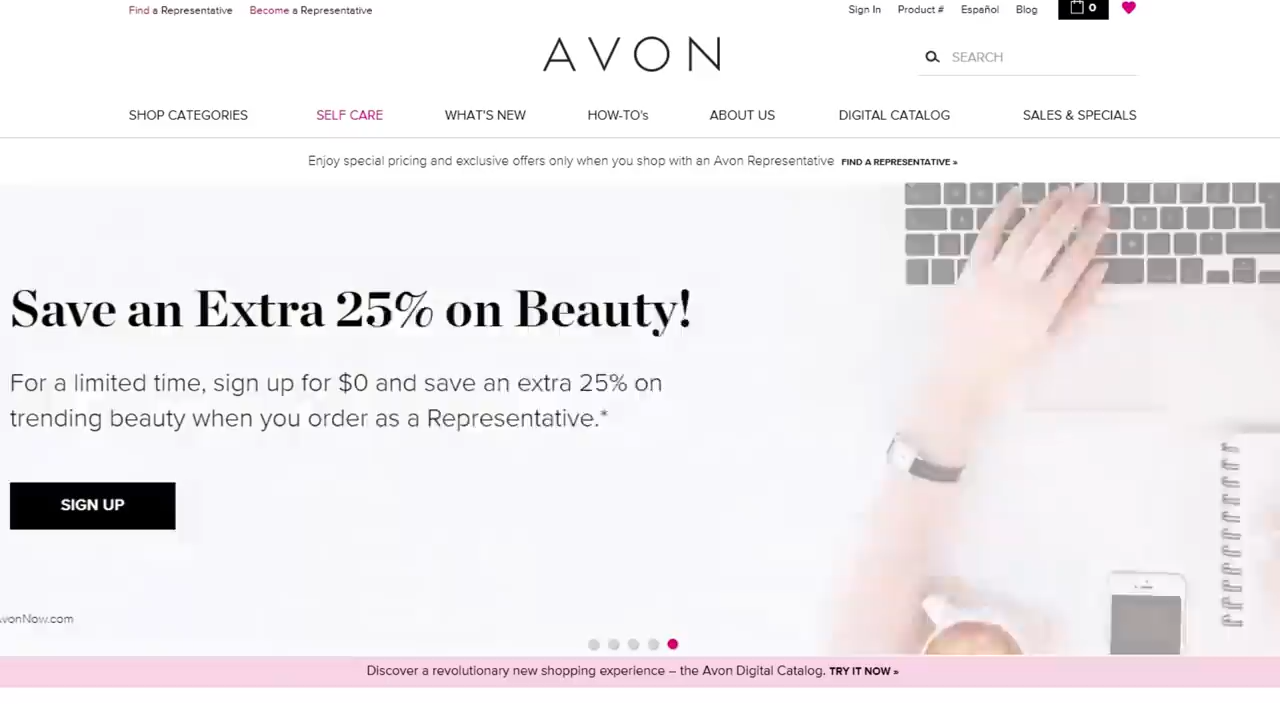 Find a Representative Become a Representative
Sign In Product # Español Blog 0
AVON
SEARCH
SHOP CATEGORIES SELF CARE WHAT'S NEW HOW-TO's ABOUT US DIGITAL CATALOG SALES & SPECIALS
Enjoy special pricing and exclusive offers only when you shop with an Avon Representative FIND A REPRESENTATIVE »
Save an Extra 25% on Beauty!
For a limited time, sign up for $0 and save an extra 25% on
trending beauty when you order as a Representative.*
SIGN UP
AvonNow.com
Discover a revolutionary new shopping experience – the Avon Digital Catalog. TRY IT NOW »